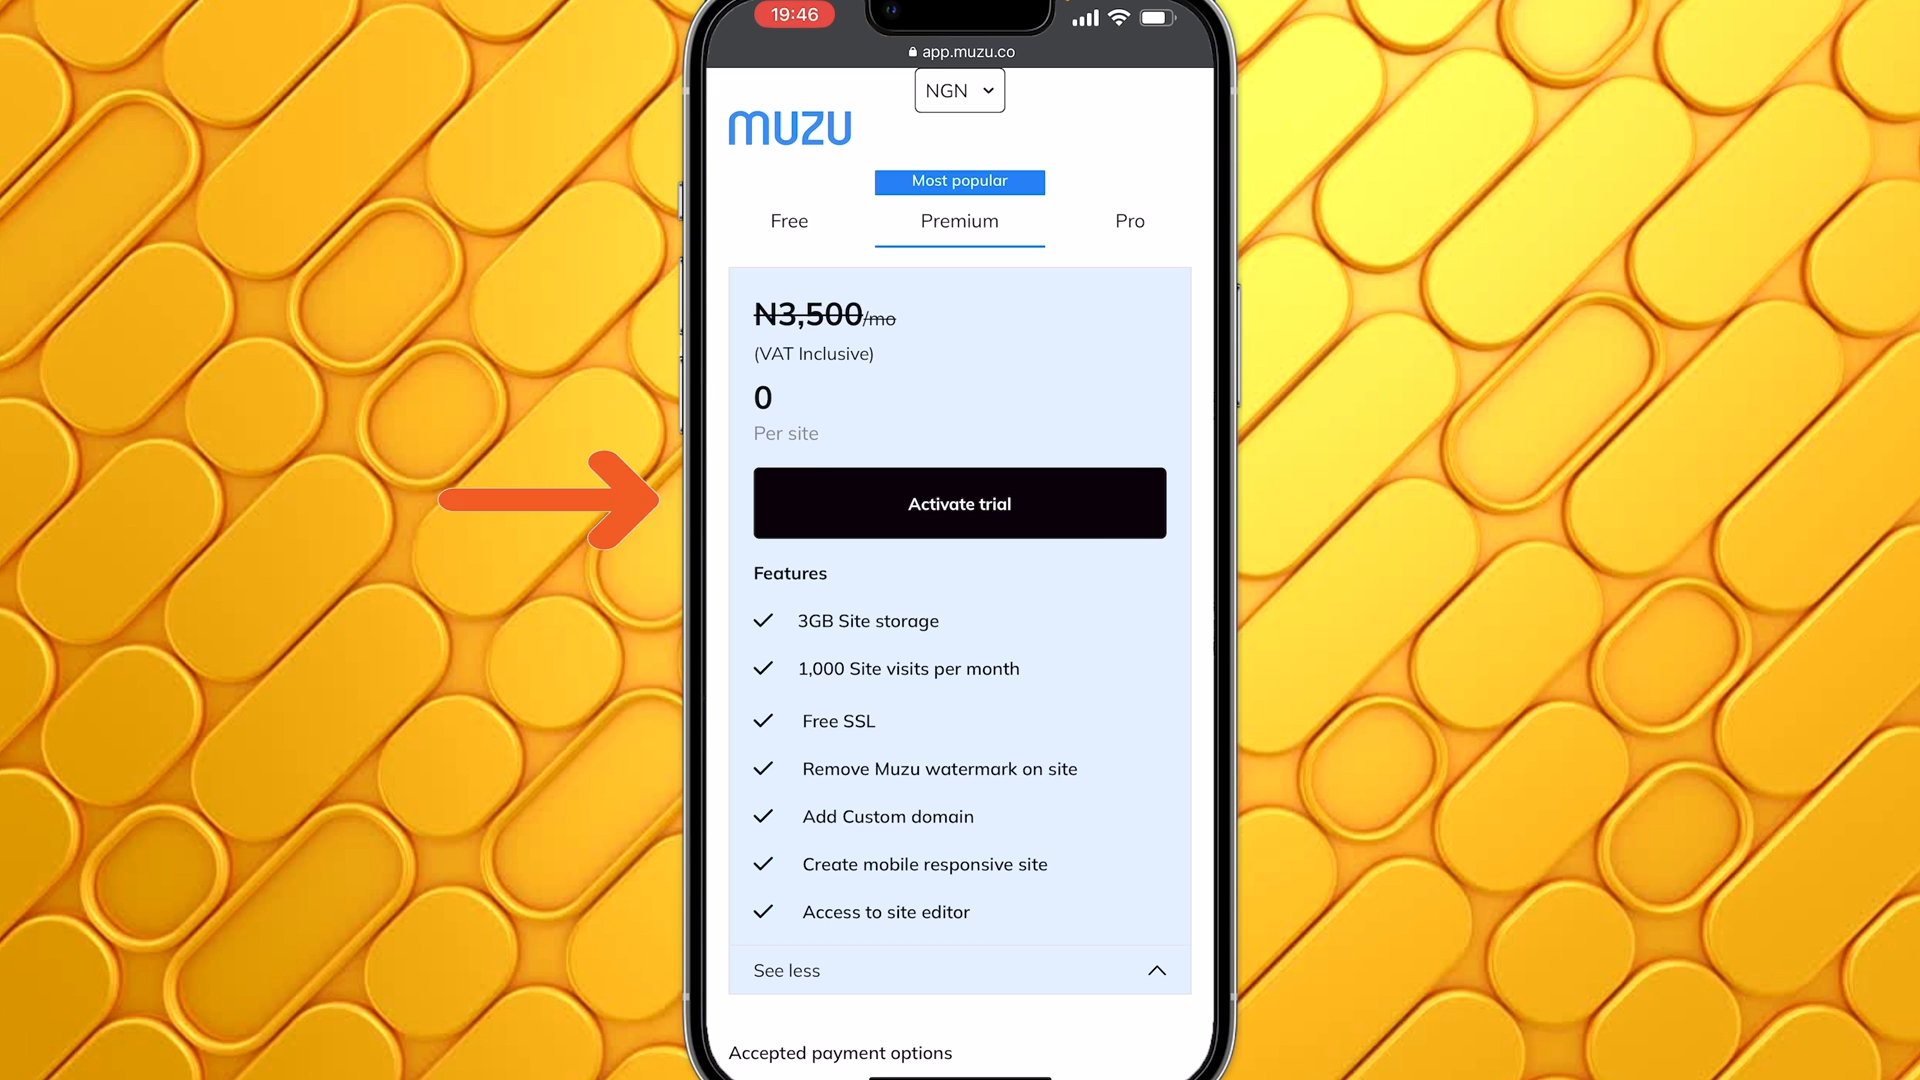 19:46
app.muzu.co
NGN
muzu
Most popular
Free Premium Pro
N3,500/mo
(VAT Inclusive)
0
Per site
Activate trial
Features
3GB Site storage
1,000 Site visits per month
Free SSL
Remove Muzu watermark on site
Add Custom domain
Create mobile responsive site
Access to site editor
See less
Accepted payment options